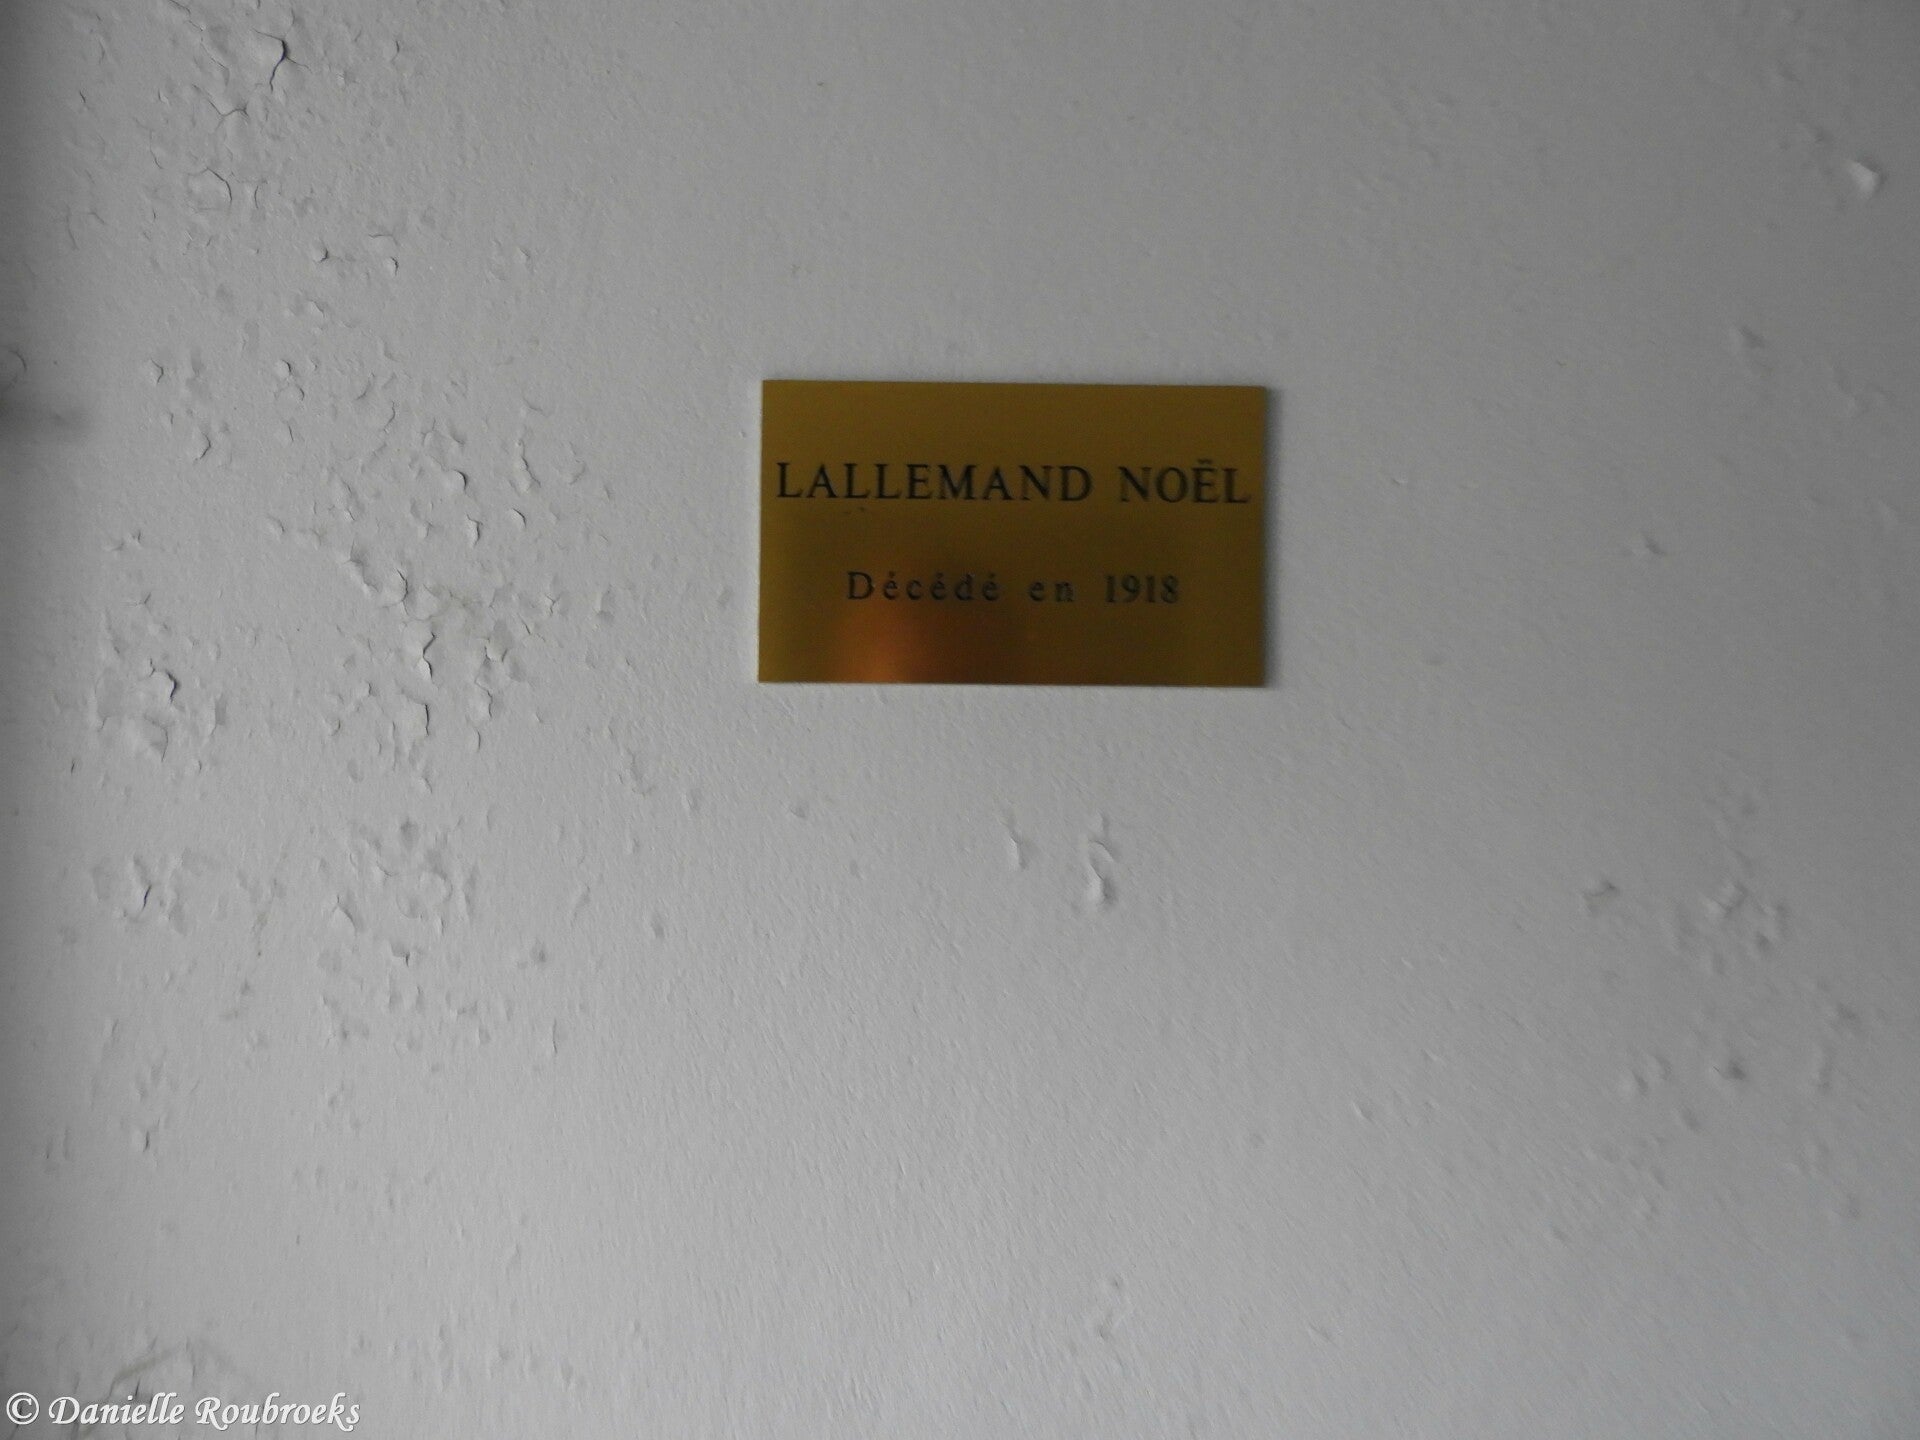 LALLEMAND NOËL
Décédé en 1918
© Danielle Roubroeks